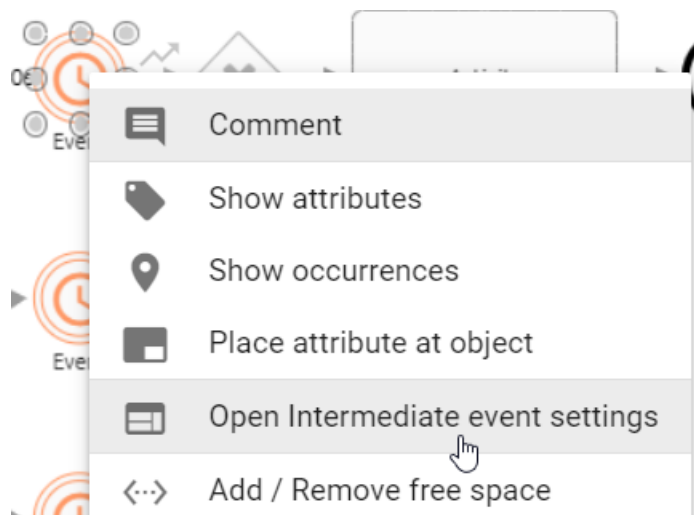 Comment
Show attributes
Show occurrences
Place attribute at object
Open Intermediate event settings
Add / Remove free space